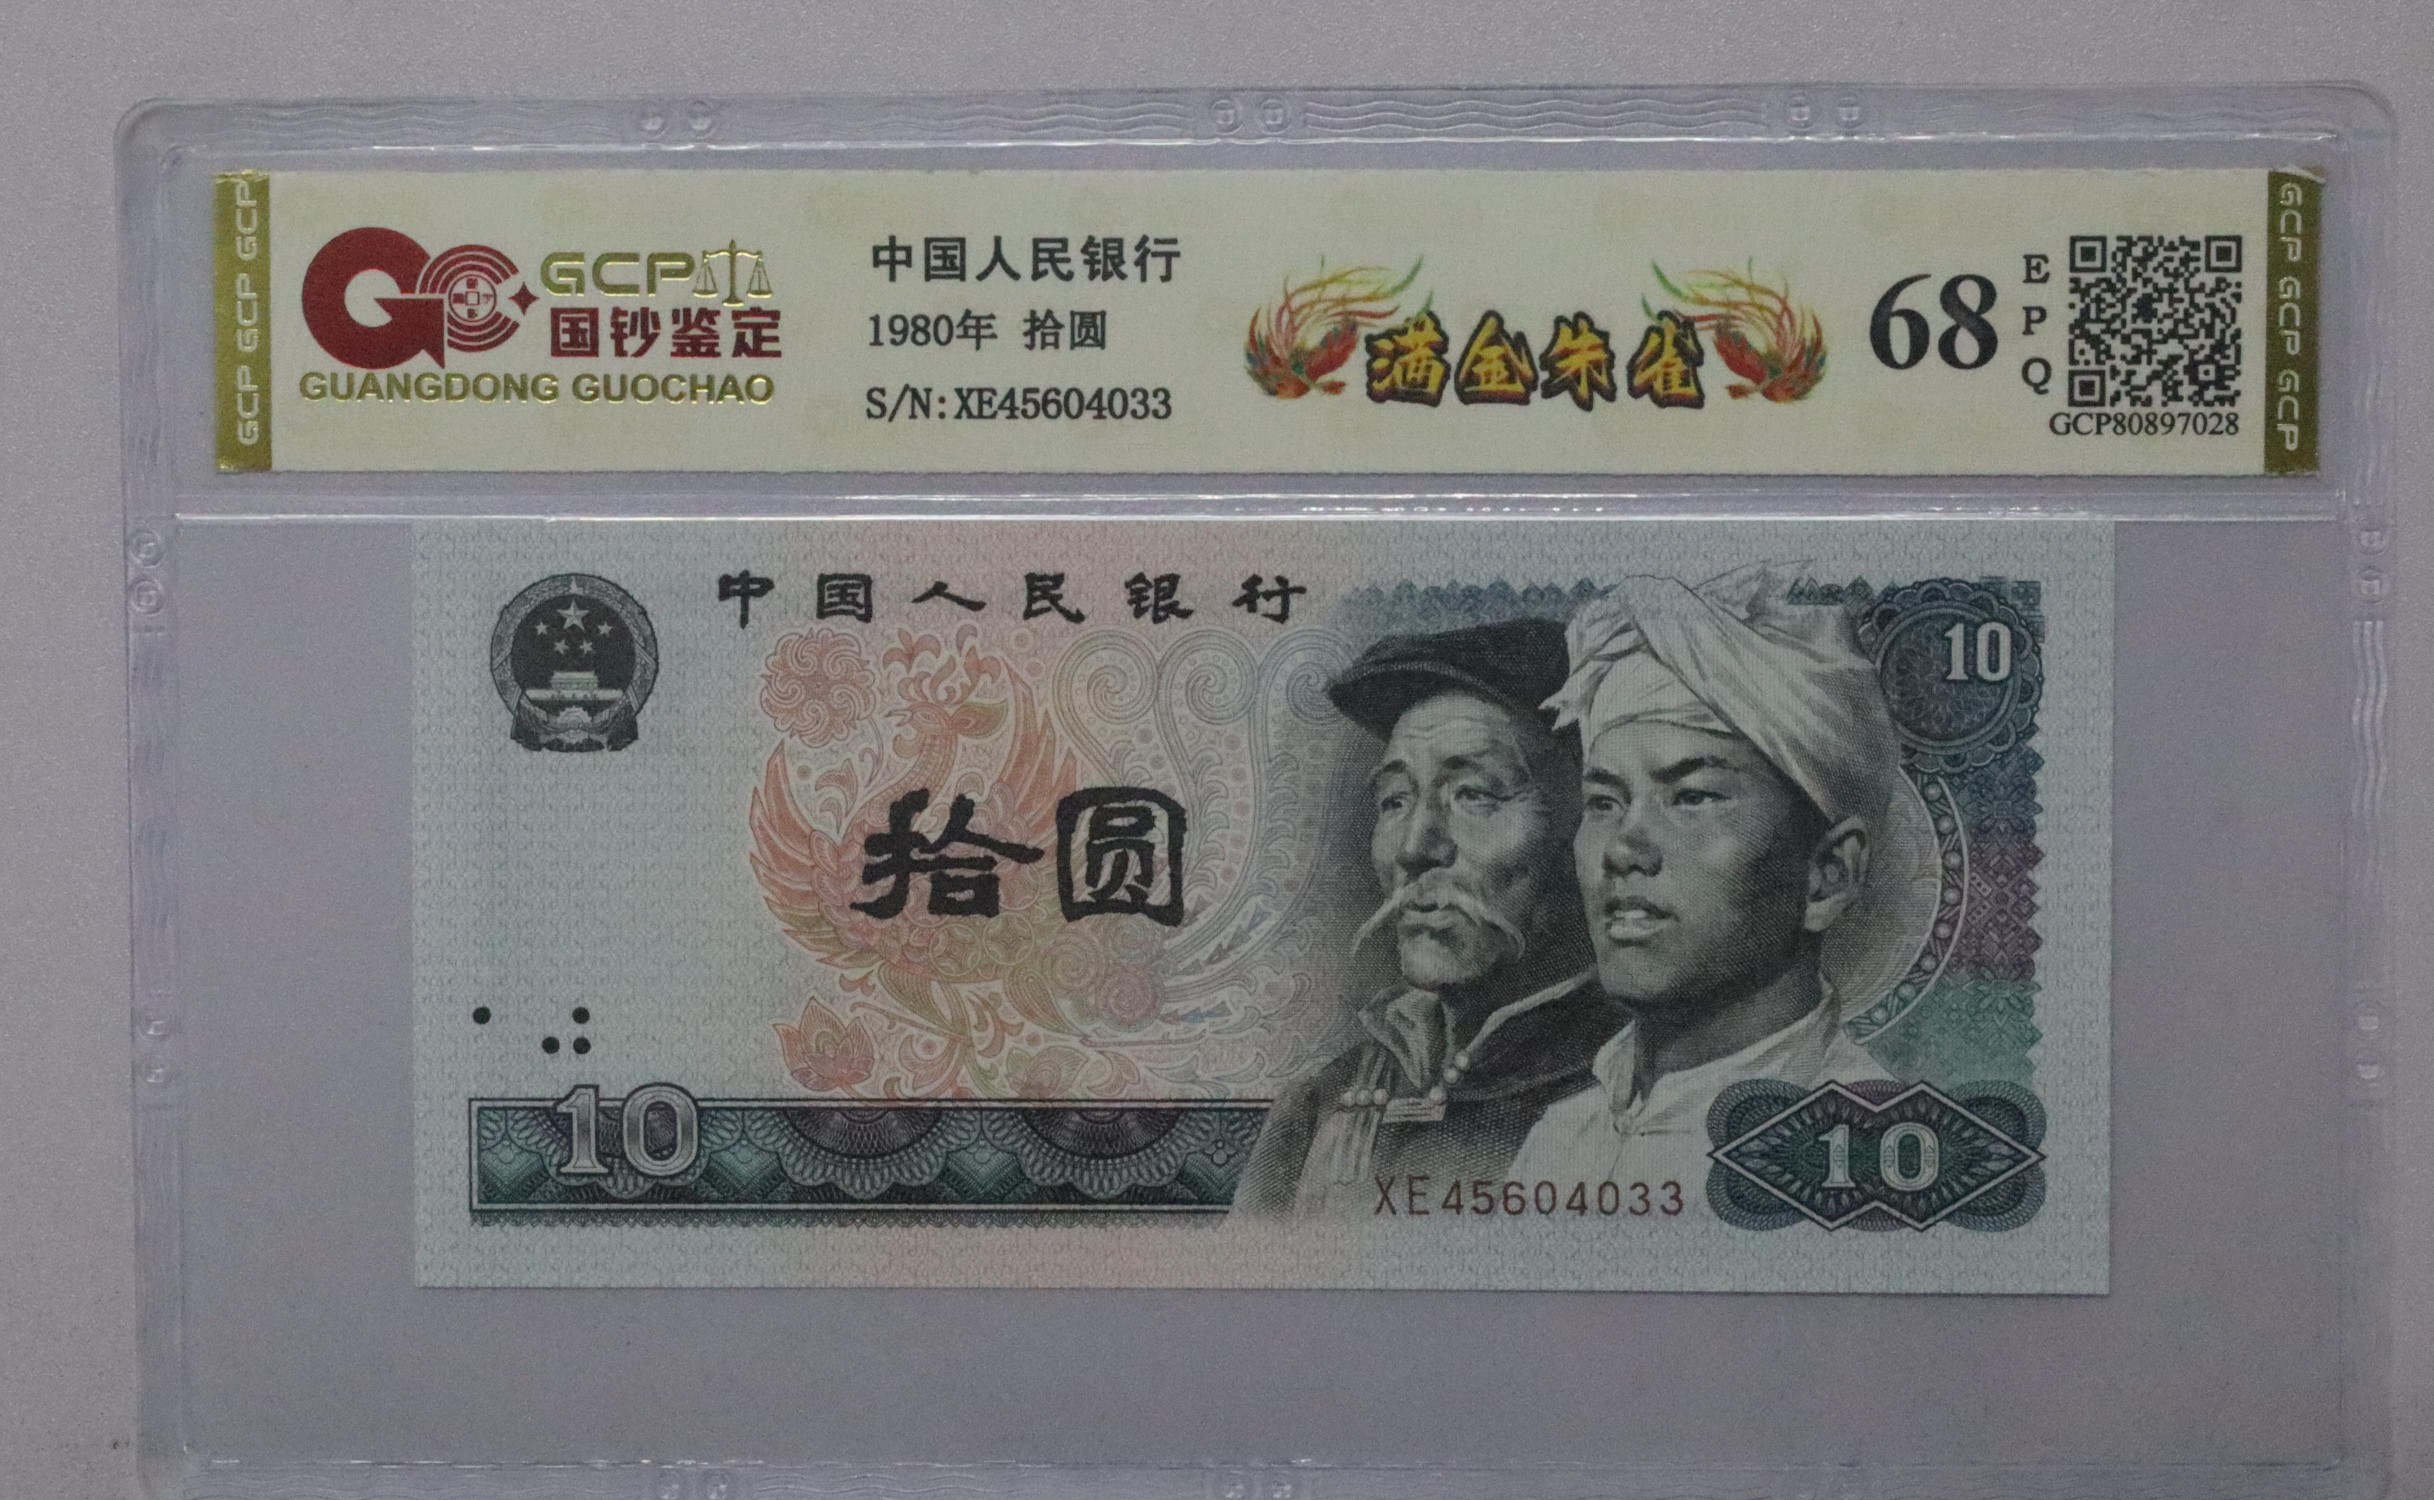 GCP GCP GCP
GCP
国钞鉴定
GUANGDONG GUOCHAO
中国人民银行
1980年 拾圆
S/N:XE45604033
满金朱雀
68
EPQ
GCP80897028
GCP GCP GCP
中国人民银行
10
拾圆
10
XE45604033
10